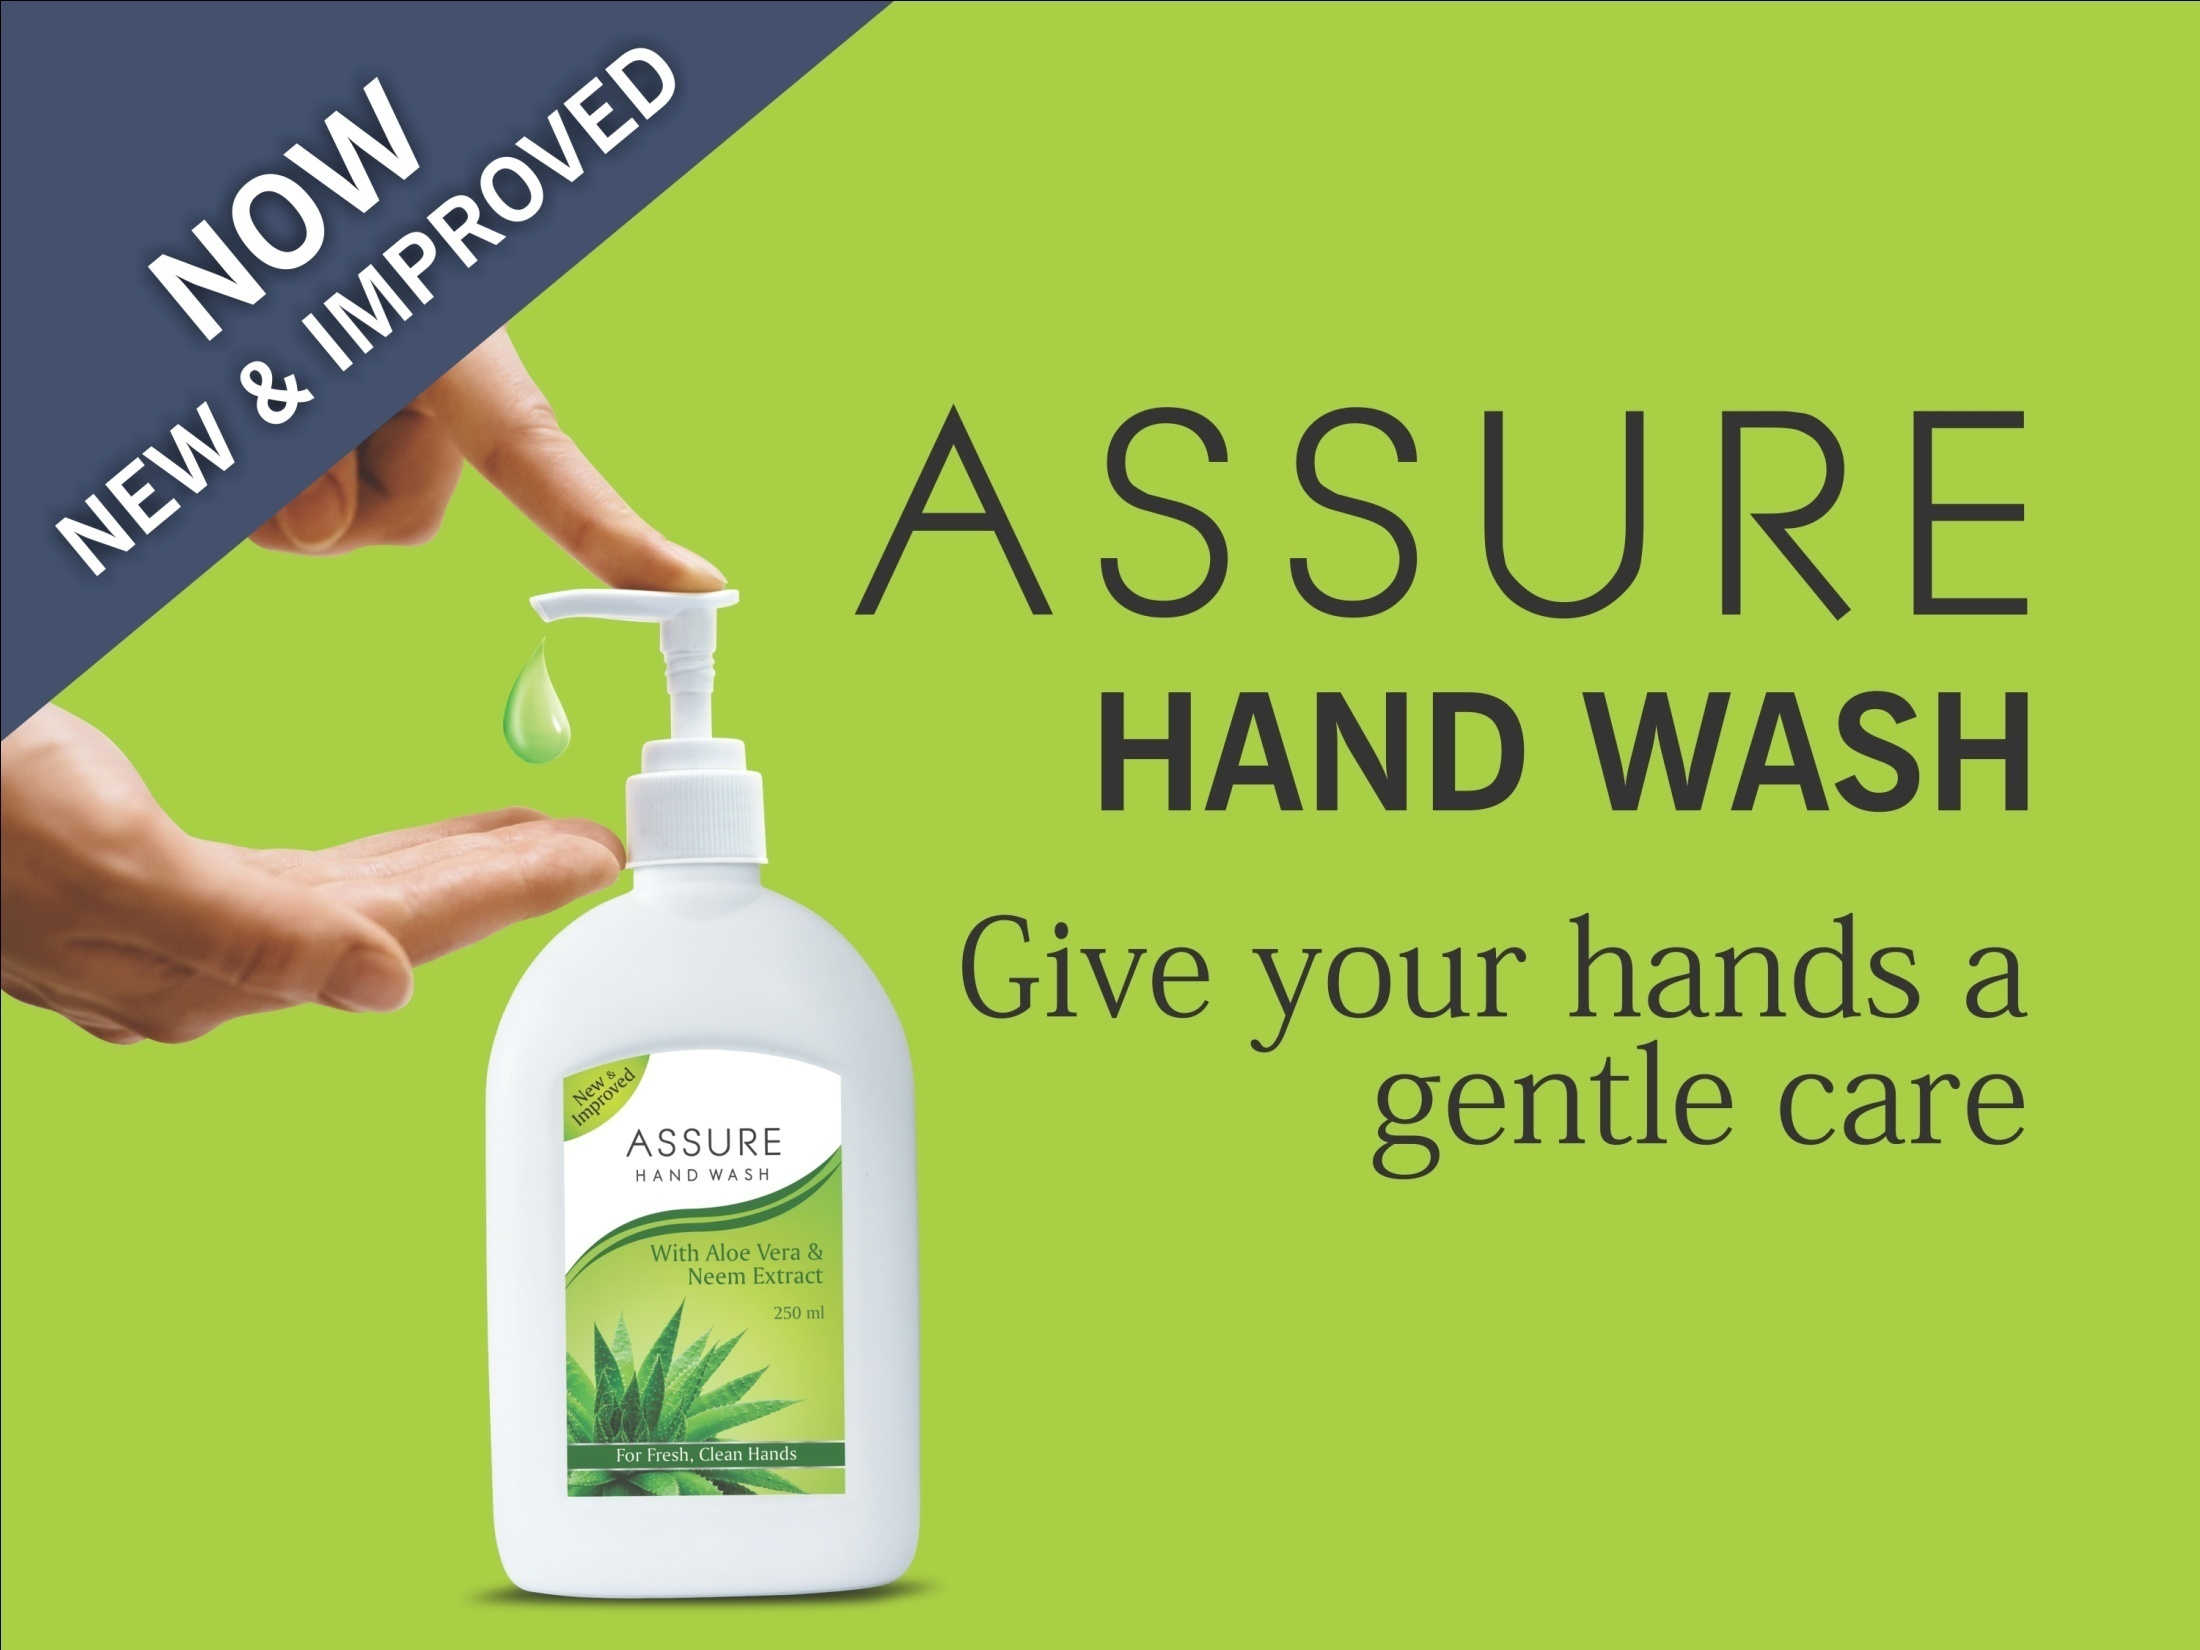 NOW
NEW & IMPROVED
ASSURE
HAND WASH
Give your hands a
gentle care
New &
Improved
ASSURE
HAND WASH
With Aloe Vera &
Neem Extract
250 ml
For Fresh, Clean Hands